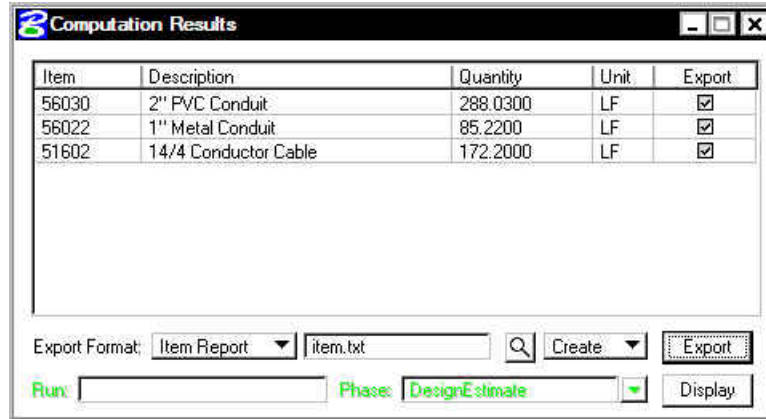 Computation Results
Item Description Quantity Unit Export
56030 2" PVC Conduit 288.0300 LF
56022 1" Metal Conduit 85.2200 LF
51602 14/4 Conductor Cable 172.2000 LF
Export Format: Item Report item.txt Create Export
Run: Phase: DesignEstimate Display